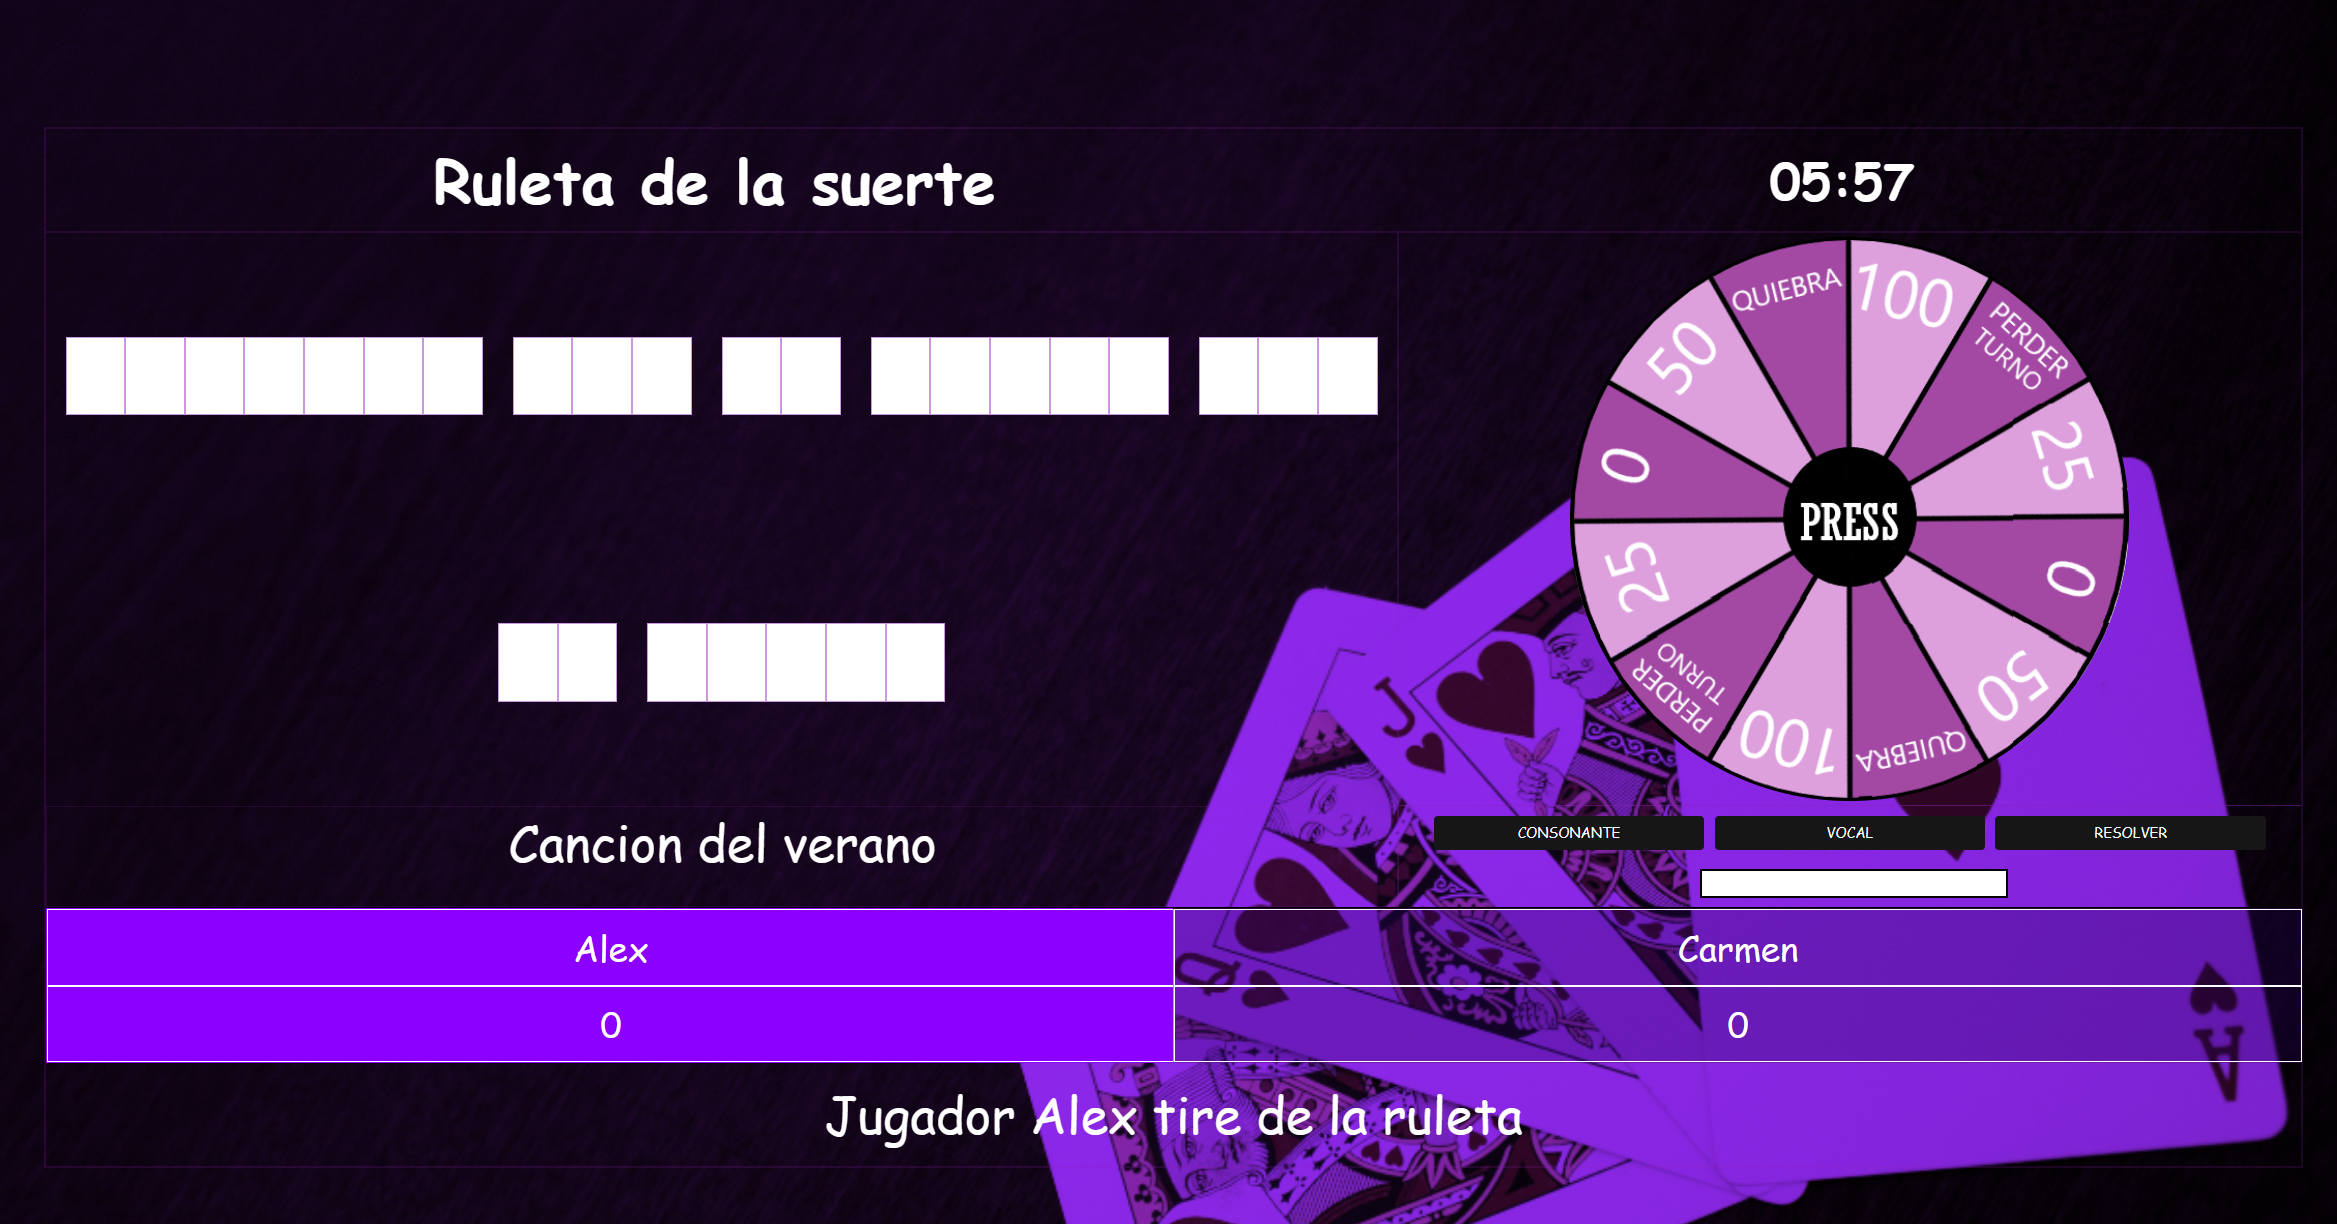 Ruleta de la suerte
05:57
QUIEBRA
100
PERDER
TURNO
25
0
50
QUIEBRA
100
PERDER
TURNO
25
0
50
PRESS
Cancion del verano
CONSONANTE
VOCAL
RESOLVER
Alex
Carmen
0
0
Jugador Alex tire de la ruleta
J
Q
A